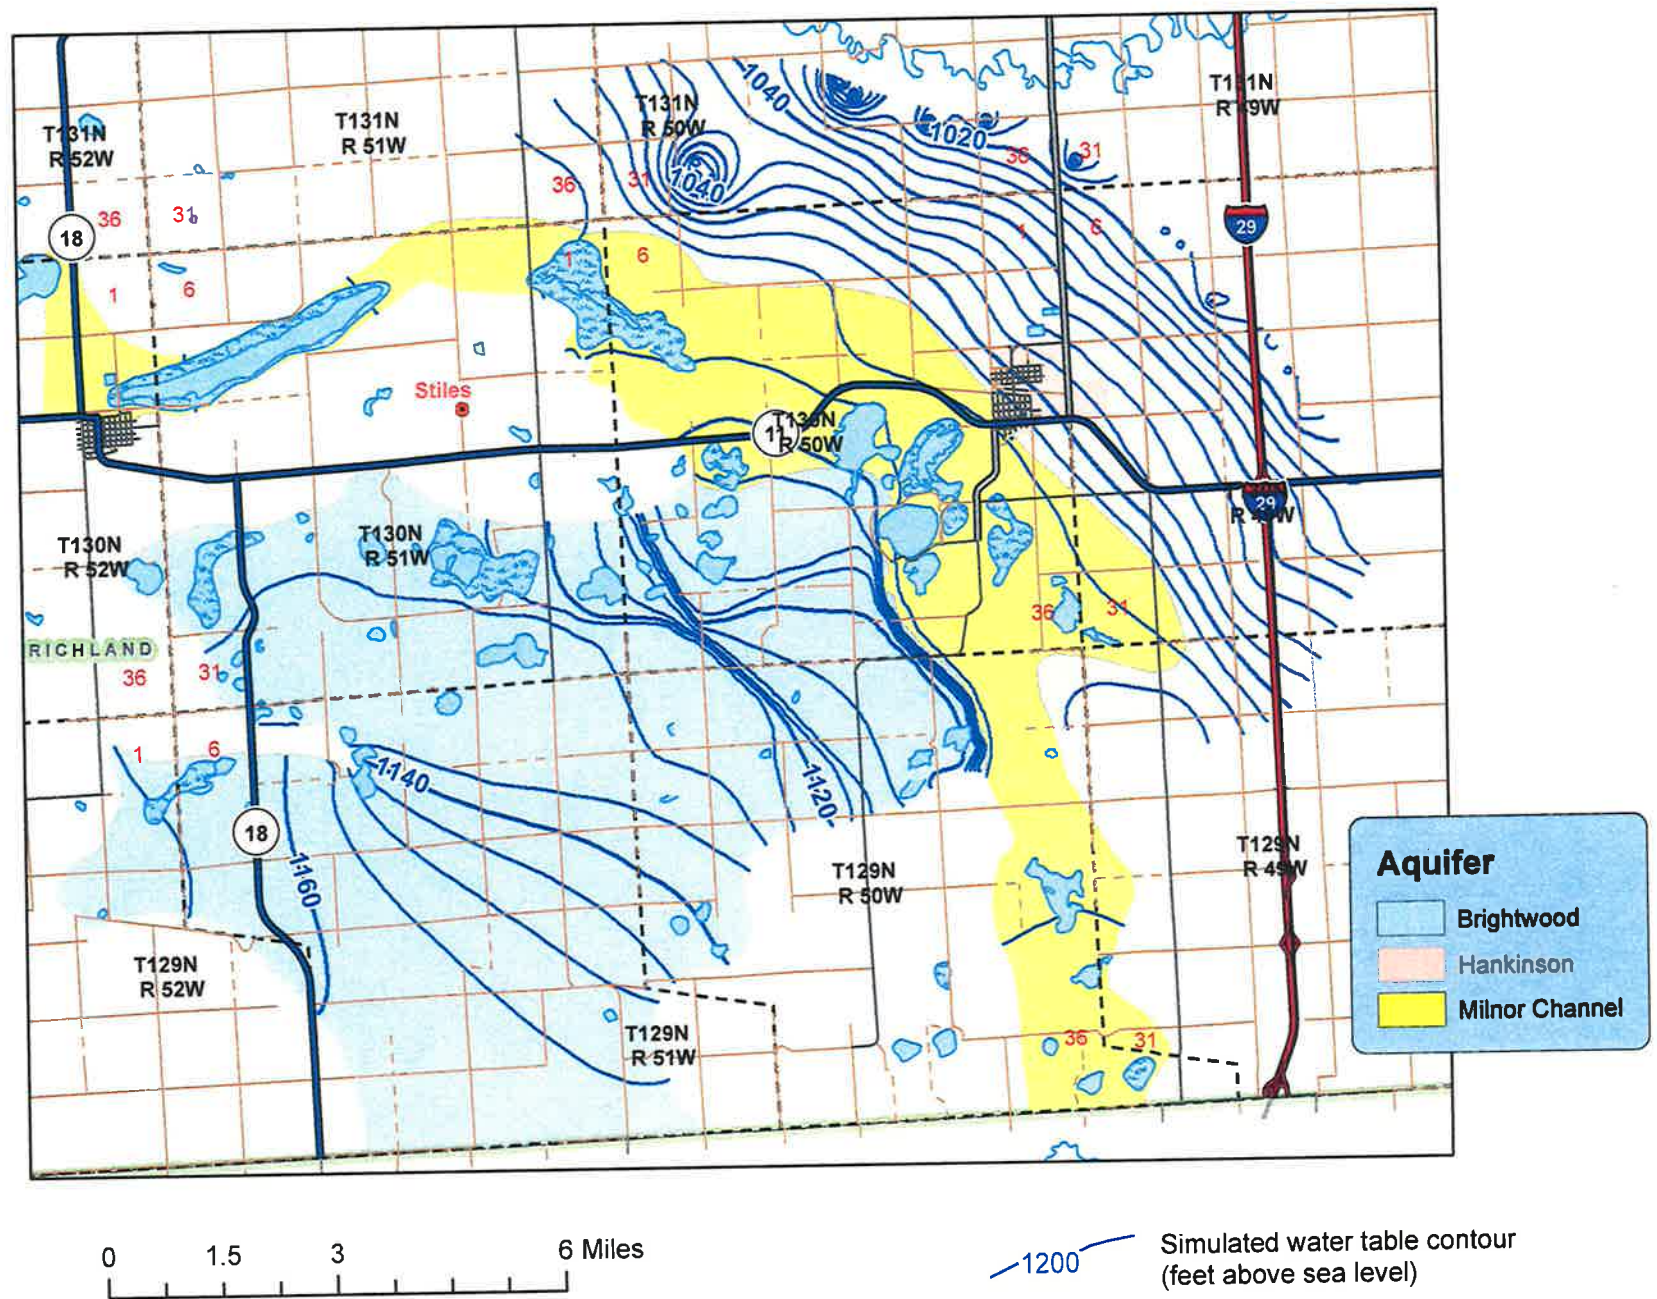 1040
T131N
R 49W
T131N
R 50W
T131N
R 51W
T131N
R 52W
1020
36
31
36
31
1040
36
31
18
29
1
6
1
6
1
6
Stiles
11
T130N
R 50W
29
T130N
R 51W
T130N
R 52W
36
31
RICHLAND
36
31
1
6
1140
1120
18
1160
T129N
R 50W
T129N
R 49W
T129N
R 52W
T129N
R 51W
36
31
Aquifer
Brightwood
Hankinson
Milnor Channel
0
1.5
3
6 Miles
1200
Simulated water table contour
(feet above sea level)